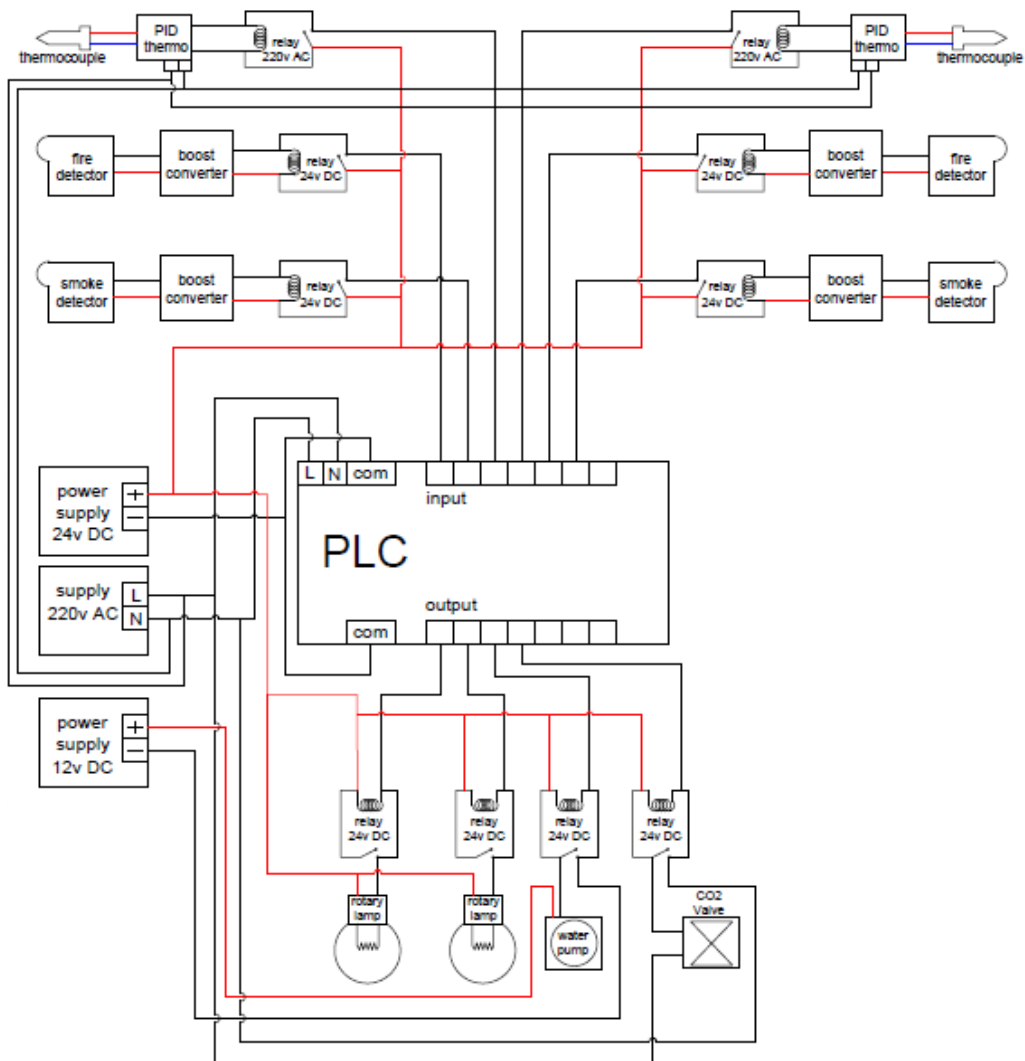 PID
thermo
thermocouple
relay
220v AC
relay
220v AC
PID
thermo
thermocouple
fire
detector
boost
converter
relay
24v DC
relay
24v DC
boost
converter
fire
detector
smoke
detector
boost
converter
relay
24v DC
relay
24v DC
boost
converter
smoke
detector
L N com
input
PLC
output
com
power
supply
24v DC
+
−
supply
220v AC
L
N
power
supply
12v DC
+
−
relay
24v DC
relay
24v DC
relay
24v DC
relay
24v DC
rotary
lamp
rotary
lamp
water
pump
CO2
Valve